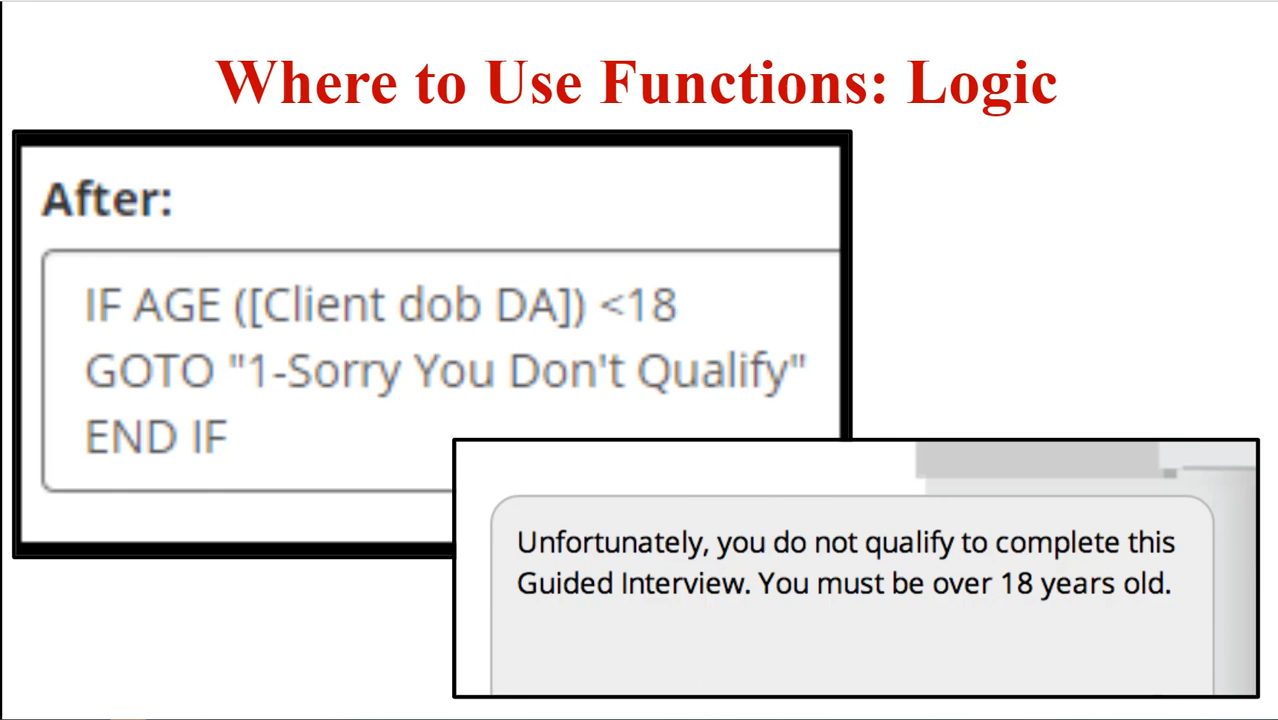 Where to Use Functions: Logic
After:
IF AGE ([Client dob DA]) <18
GOTO "1-Sorry You Don't Qualify"
END IF
Unfortunately, you do not qualify to complete this
Guided Interview. You must be over 18 years old.